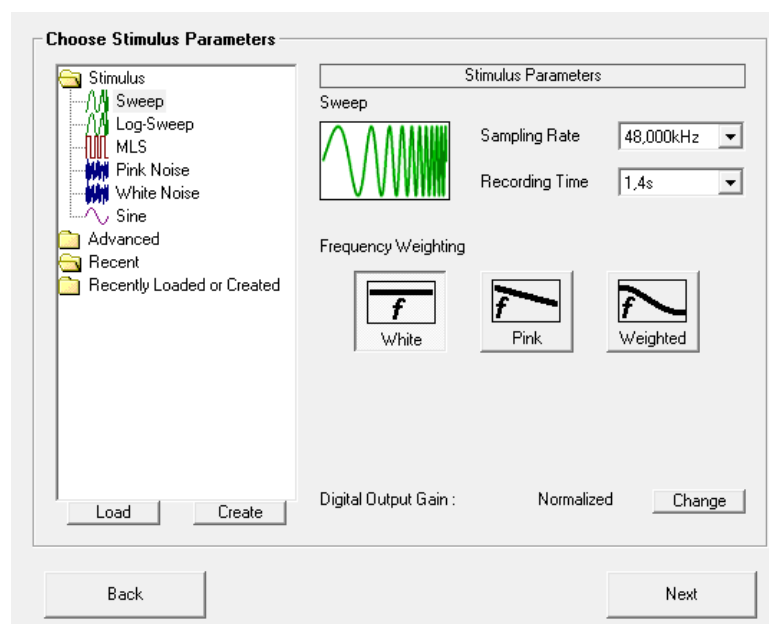 Choose Stimulus Parameters
Stimulus
Sweep
Log-Sweep
MLS
Pink Noise
White Noise
Sine
Advanced
Recent
Recently Loaded or Created
Load
Create
Stimulus Parameters
Sweep
Sampling Rate
48,000kHz
Recording Time
1,4s
Frequency Weighting
f
White
f
Pink
f
Weighted
Digital Output Gain :
Normalized
Change
Back
Next